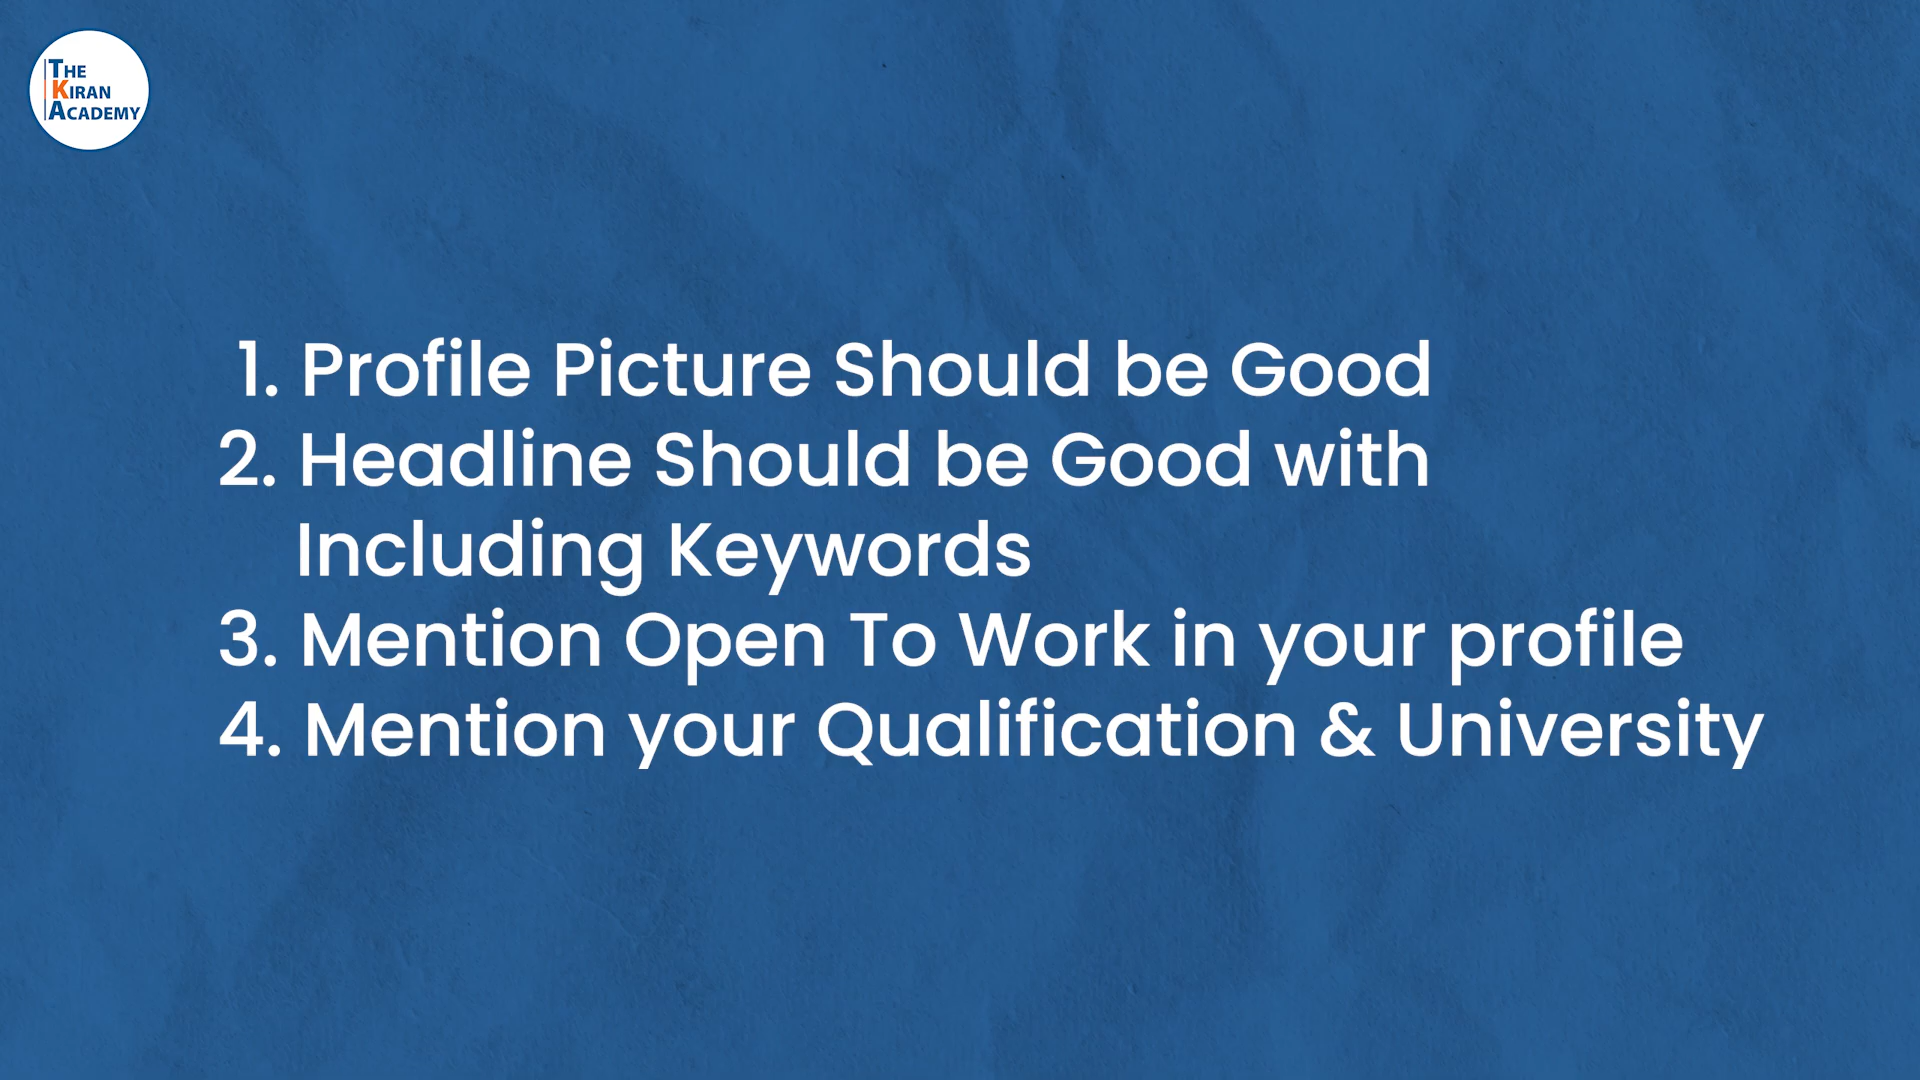 THE
KIRAN
ACADEMY
1. Profile Picture Should be Good
2. Headline Should be Good with
Including Keywords
3. Mention Open To Work in your profile
4. Mention your Qualification & University